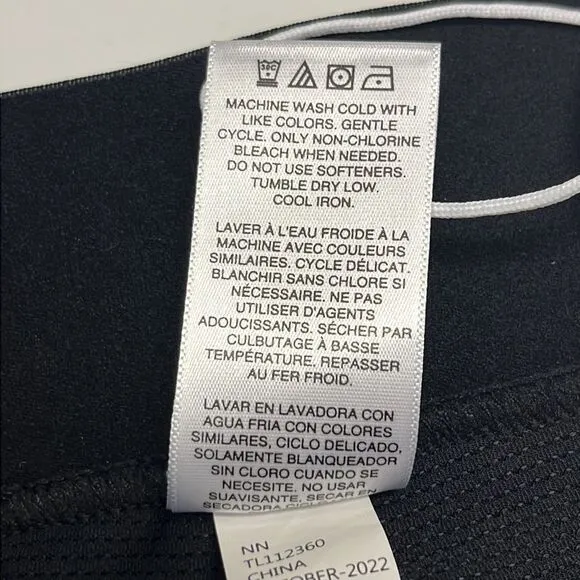 30C
MACHINE WASH COLD WITH
LIKE COLORS. GENTLE
CYCLE. ONLY NON-CHLORINE
BLEACH WHEN NEEDED.
DO NOT USE SOFTENERS.
TUMBLE DRY LOW.
COOL IRON.
LAVER À L'EAU FROIDE À LA
MACHINE AVEC COULEURS
SIMILAIRES. CYCLE DÉLICAT.
BLANCHIR SANS CHLORE SI
NÉCESSAIRE. NE PAS
UTILISER D'AGENTS
ADOUCISSANTS. SÉCHER PAR
CULBUTAGE À BASSE
TEMPÉRATURE. REPASSER
AU FER FROID.
LAVAR EN LAVADORA CON
AGUA FRIA CON COLORES
SIMILARES, CICLO DELICADO,
SOLAMENTE BLANQUEADOR
SIN CLORO CUANDO SE
NECESITE, NO USAR
SUAVISANTE. SECAR EN
NN
TL112360
CHINA
OCTOBER-2022